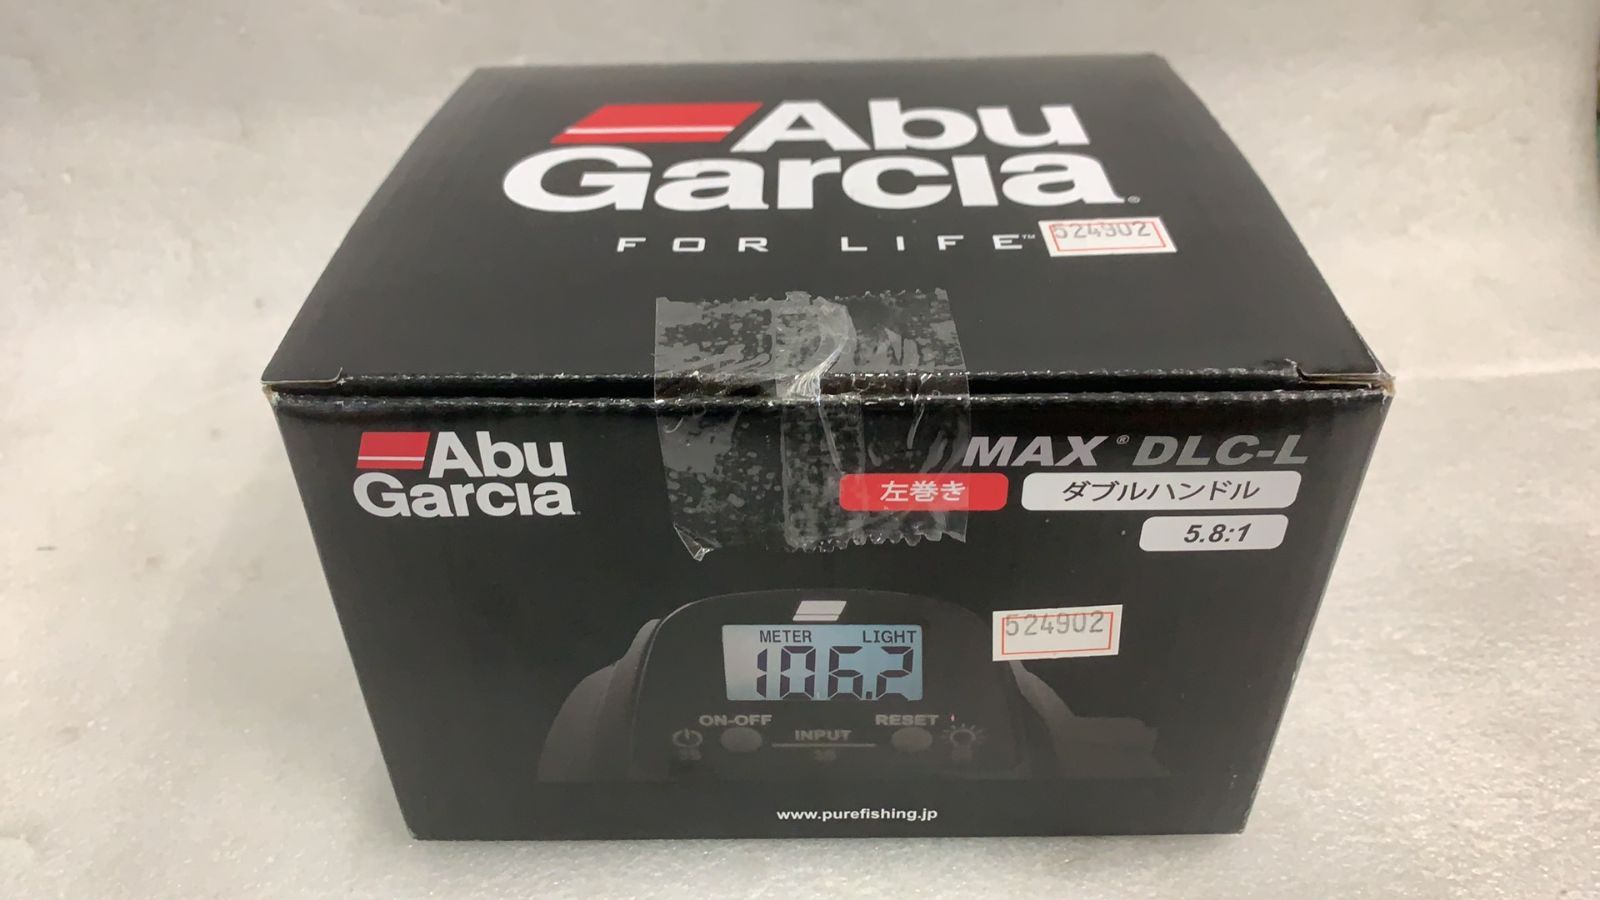 Abu
Garcia
FOR LIFE™
524902
Abu
Garcia
MAX® DLC-L
左巻き ダブルハンドル
5.8:1
524902
METER LIGHT
106.2
ON-OFF RESET
INPUT
www.purefishing.jp